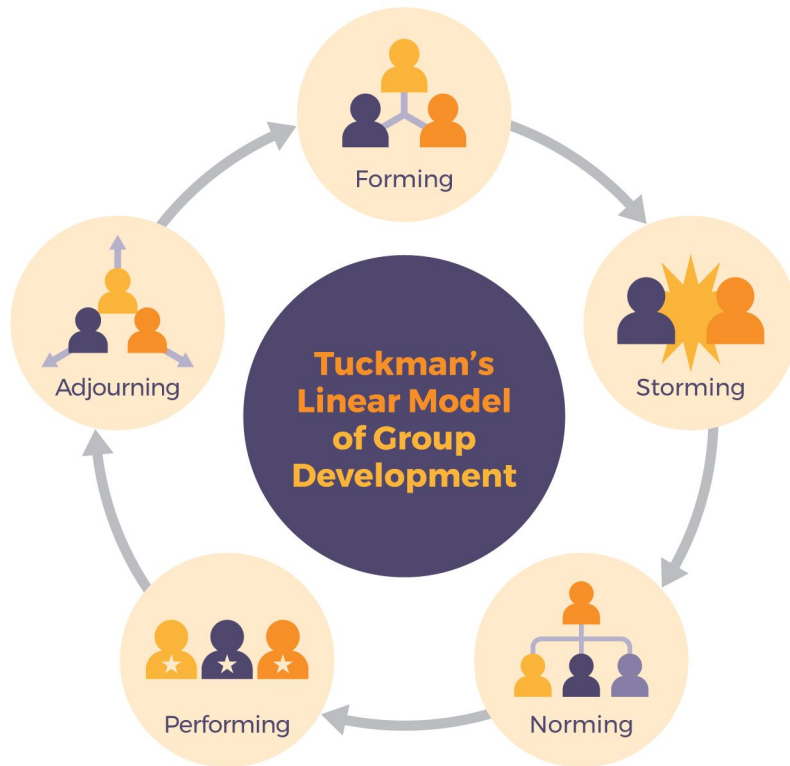 Forming
Storming
Norming
Performing
Adjourning
Tuckman’s
Linear Model
of Group
Development